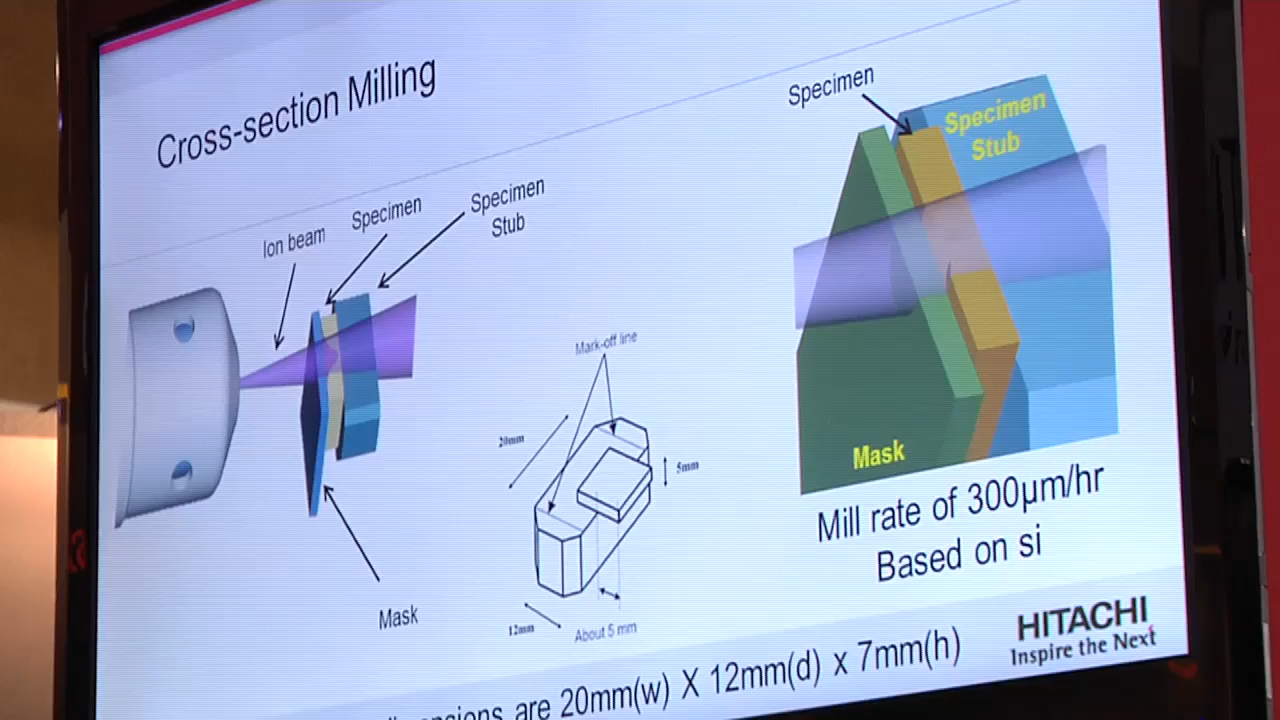 Cross-section Milling
Specimen
Specimen
Stub
Ion beam
Specimen
Specimen
Stub
Mark-off line
20mm
5mm
Mask
Mask
Mill rate of 300µm/hr
Based on si
12mm
About 5 mm
HITACHI
Inspire the Next
are 20mm(w) X 12mm(d) x 7mm(h)